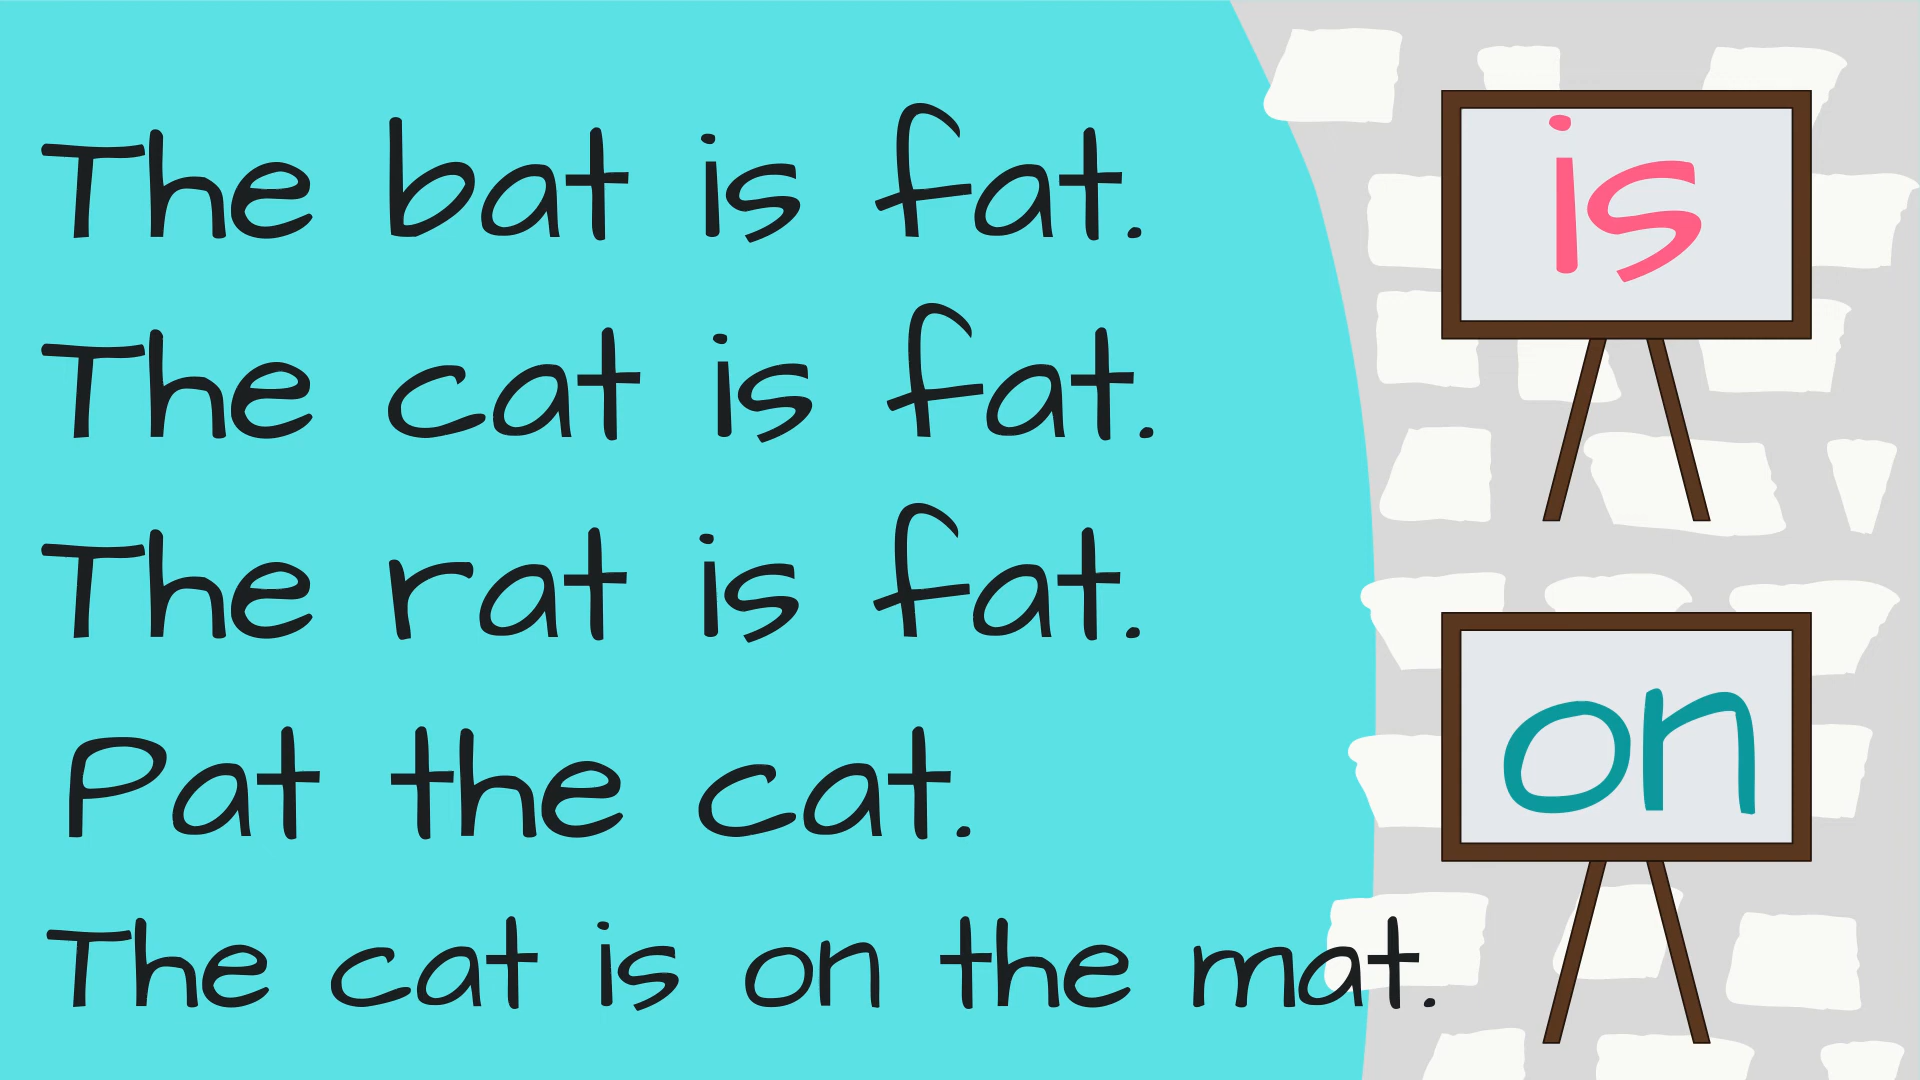 The bat is fat.
The cat is fat.
The rat is fat.
Pat the cat.
The cat is on the mat.
is
on